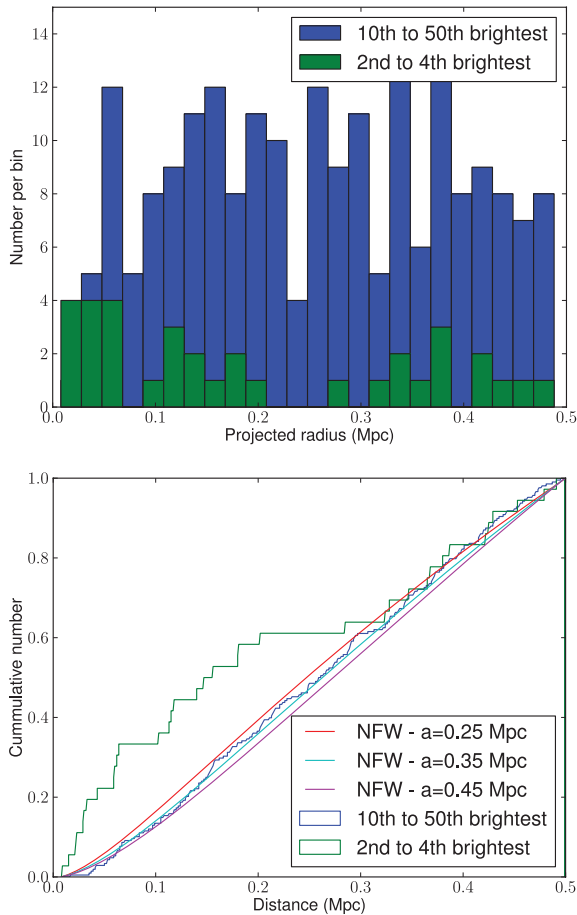 14
12
10
8
6
4
2
0
Number per bin
10th to 50th brightest
2nd to 4th brightest
0.0
0.1
0.2
0.3
0.4
0.5
Projected radius (Mpc)
1.0
0.8
0.6
0.4
0.2
0.0
Cummulative number
NFW - a=0.25 Mpc
NFW - a=0.35 Mpc
NFW - a=0.45 Mpc
10th to 50th brightest
2nd to 4th brightest
0.0
0.1
0.2
0.3
0.4
0.5
Distance (Mpc)